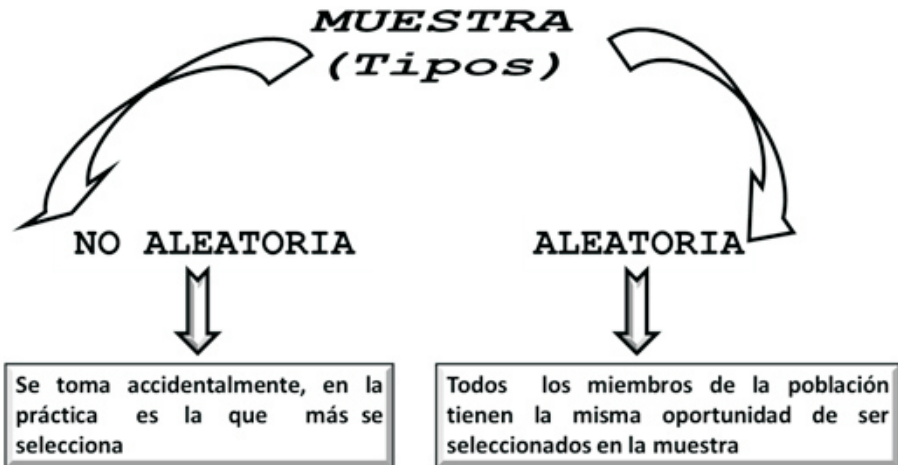 MUESTRA
(Tipos)
NO ALEATORIA
ALEATORIA
Se toma accidentalmente, en la
práctica es la que más se
selecciona
Todos los miembros de la población
tienen la misma oportunidad de ser
seleccionados en la muestra